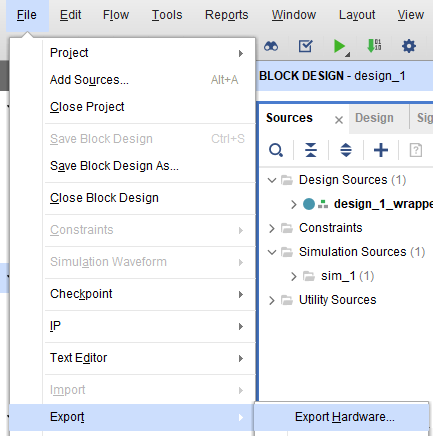 File Edit Flow Tools Reports Window Layout View
Project
Add Sources... Alt+A
Close Project
Save Block Design Ctrl+S
Save Block Design As...
Close Block Design
Constraints
Simulation Waveform
Checkpoint
IP
Text Editor
Import
Export
Export Hardware...
BLOCK DESIGN - design_1
Sources Design Sig
Design Sources (1)
design_1_wrappe
Constraints
Simulation Sources (1)
sim_1 (1)
Utility Sources